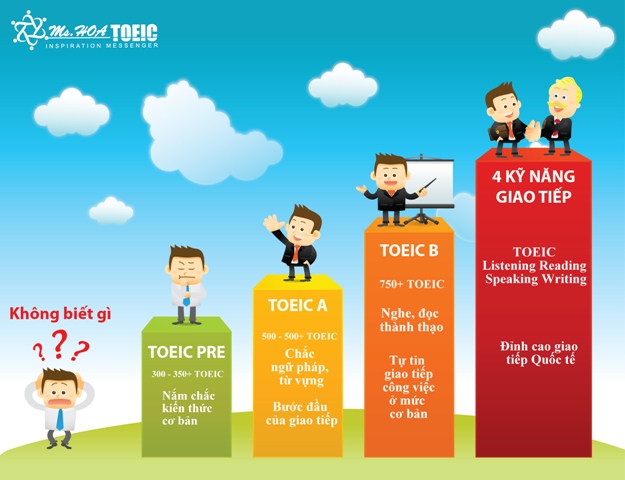 Ms. HOA TOEIC
INSPIRATION MESSENGER
Không biết gì
? ? ?
TOEIC PRE
300 - 350+ TOEIC
Nắm chắc
kiến thức
cơ bản
TOEIC A
500 - 500+ TOEIC
Chắc
ngữ pháp,
từ vựng
Bước đầu
của giao tiếp
TOEIC B
750+ TOEIC
Nghe, đọc
thành thạo
Tự tin
giao tiếp
công việc
ở mức
cơ bản
4 KỸ NĂNG
GIAO TIẾP
TOEIC
Listening Reading
Speaking Writing
Đỉnh cao giao
tiếp Quốc tế